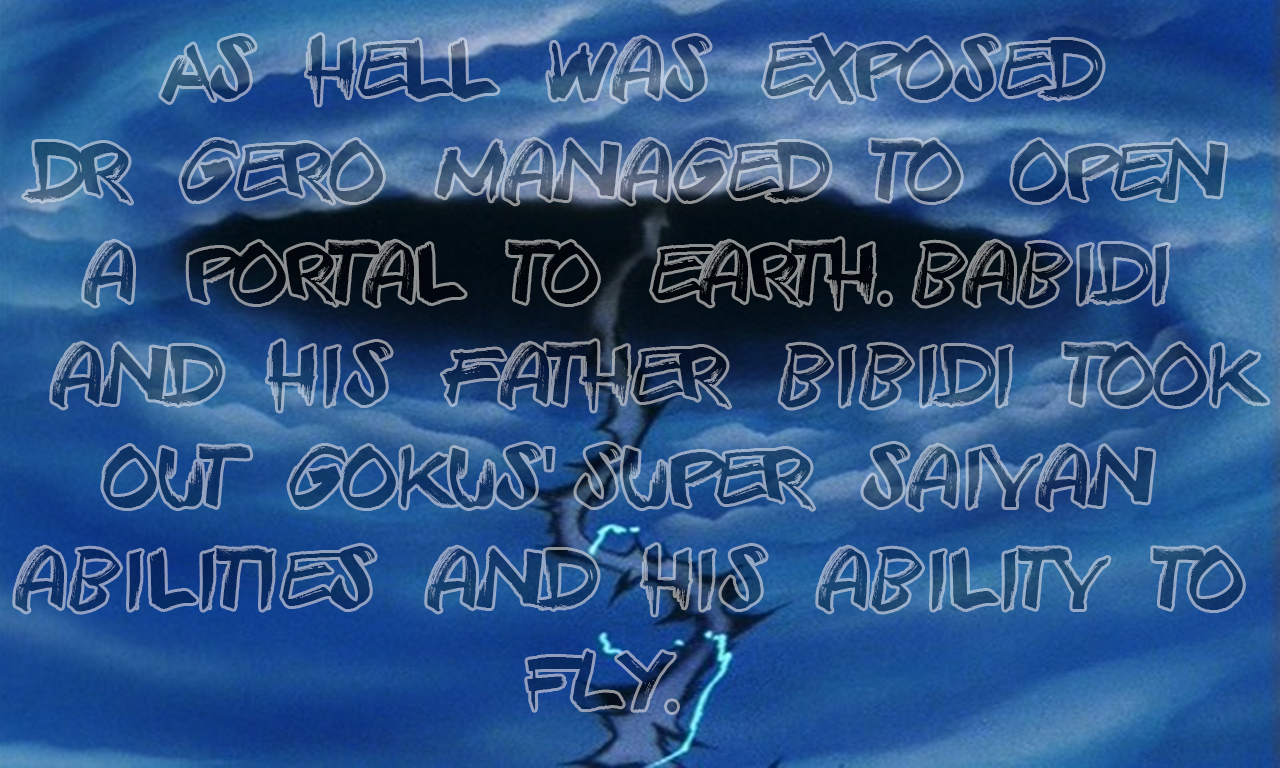 AS HELL WAS EXPOSED
DR GERO MANAGED TO OPEN
A PORTAL TO EARTH. BABIDI
AND HIS FATHER BIBIDI TOOK
OUT GOKUS' SUPER SAIYAN
ABILITIES AND HIS ABILITY TO
FLY.